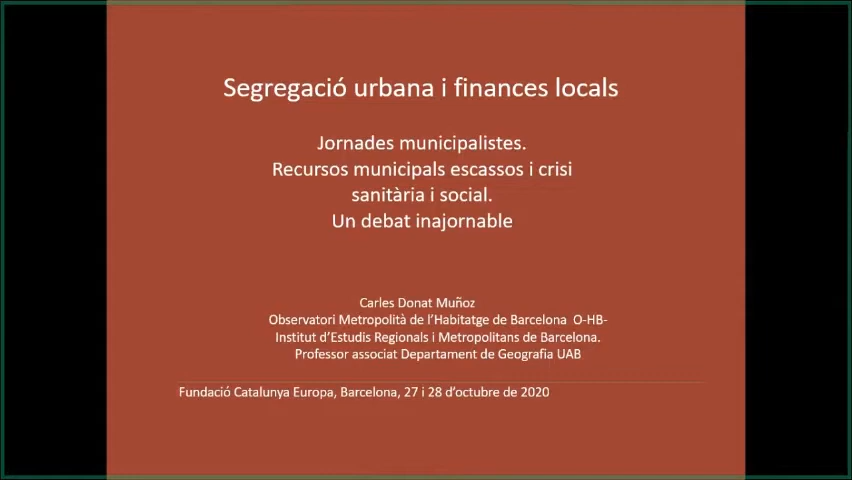 Segregació urbana i finances locals
Jornades municipalistes.
Recursos municipals escassos i crisi
sanitària i social.
Un debat inajornable
Carles Donat Muñoz
Observatori Metropolità de l’Habitatge de Barcelona O-HB-
Institut d’Estudis Regionals i Metropolitans de Barcelona.
Professor associat Departament de Geografia UAB
Fundació Catalunya Europa, Barcelona, 27 i 28 d’octubre de 2020